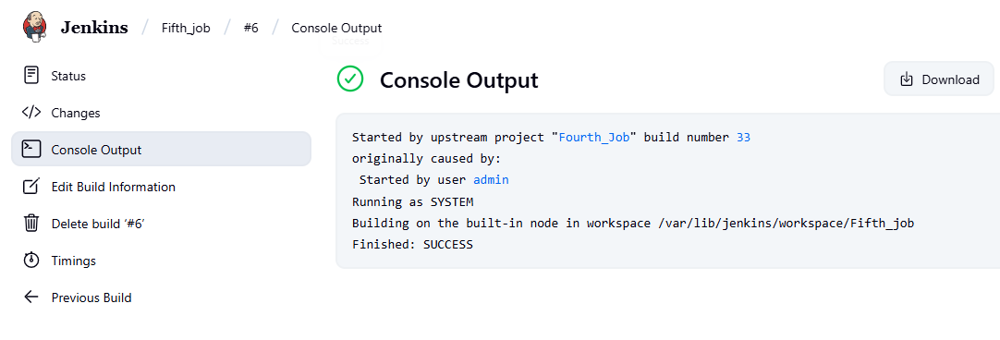 Jenkins / Fifth_job / #6 / Console Output
Success
Status
Changes
Console Output
Edit Build Information
Delete build ‘#6’
Timings
Previous Build
Console Output
Download
Started by upstream project "Fourth_Job" build number 33
originally caused by:
Started by user admin
Running as SYSTEM
Building on the built-in node in workspace /var/lib/jenkins/workspace/Fifth_job
Finished: SUCCESS